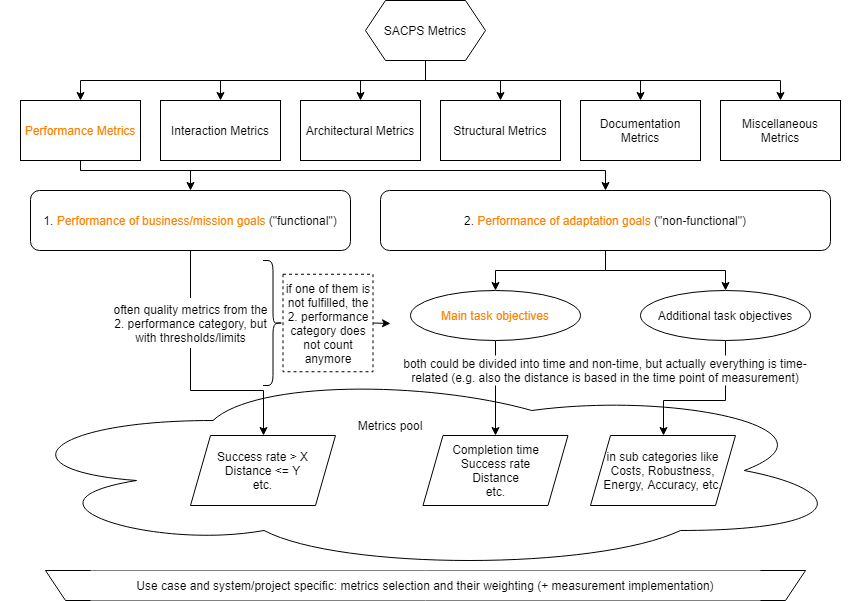 SACPS Metrics
Performance Metrics
Interaction Metrics
Architectural Metrics
Structural Metrics
Documentation
Metrics
Miscellaneous
Metrics
1. Performance of business/mission goals ("functional")
2. Performance of adaptation goals ("non-functional")
often quality metrics from the
2. performance category, but
with thresholds/limits
if one of them is
not fulfilled, the
2. performance
category does
not count
anymore
Main task objectives
Additional task objectives
both could be divided into time and non-time, but actually everything is time-
related (e.g. also the distance is based in the time point of measurement)
Metrics pool
Success rate > X
Distance <= Y
etc.
Completion time
Success rate
Distance
etc.
in sub categories like
Costs, Robustness,
Energy, Accuracy, etc.
Use case and system/project specific: metrics selection and their weighting (+ measurement implementation)